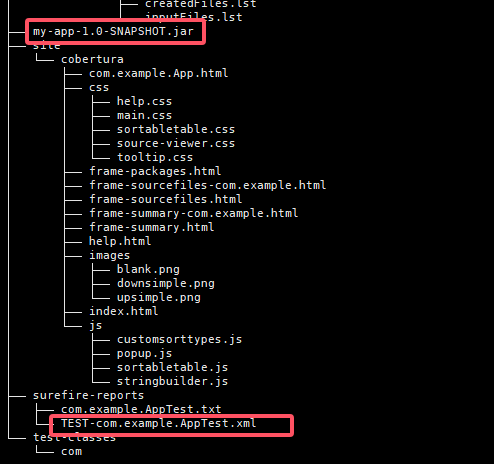 createdFiles.lst
inputFiles.lst
my-app-1.0-SNAPSHOT.jar
site
cobertura
com.example.App.html
css
help.css
main.css
sortabletable.css
source-viewer.css
tooltip.css
frame-packages.html
frame-sourcefiles-com.example.html
frame-sourcefiles.html
frame-summary-com.example.html
frame-summary.html
help.html
images
blank.png
downsimple.png
upsimple.png
index.html
js
customsorttypes.js
popup.js
sortabletable.js
stringbuilder.js
surefire-reports
com.example.AppTest.txt
TEST-com.example.AppTest.xml
test-classes
com